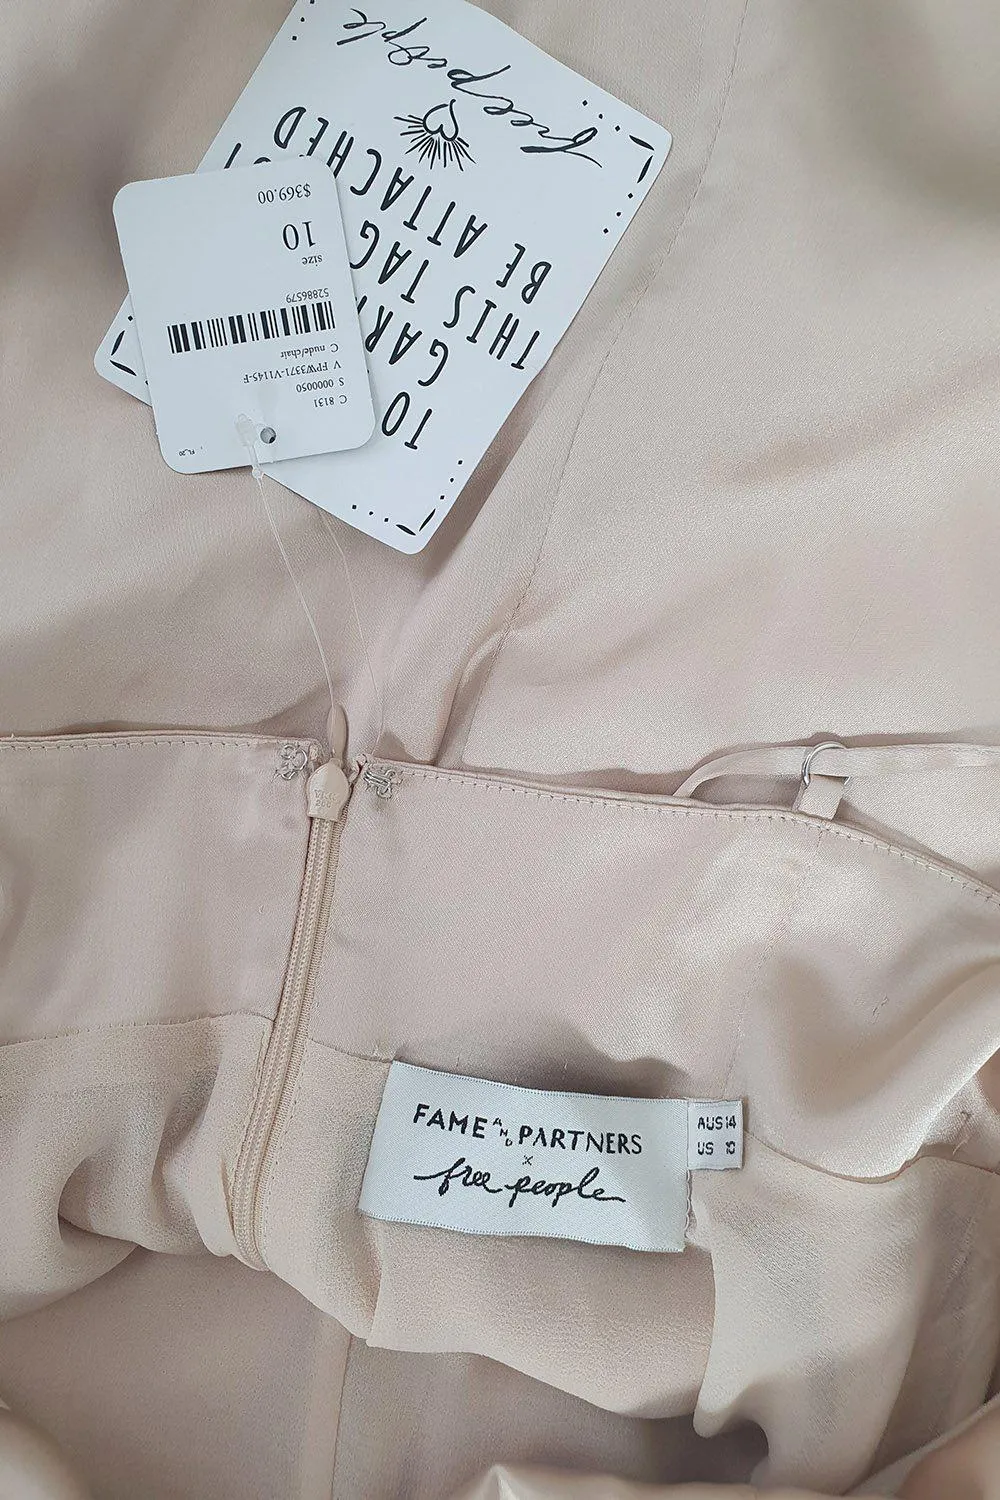 free people
THIS TAG
BE ATTACHED
TO
$369.00
size
10
52886579
C nude/chair
V FPW3371-V1145-F
S 0000050
C 8131
FL_20
FAME AND PARTNERS
x
free people
AUS 14
US 10